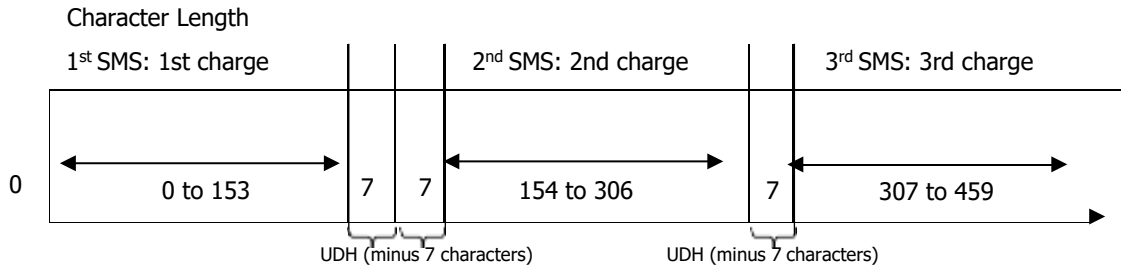 Character Length
1st SMS: 1st charge 2nd SMS: 2nd charge 3rd SMS: 3rd charge
0 0 to 153 7 7 154 to 306 7 307 to 459
UDH (minus 7 characters) UDH (minus 7 characters)